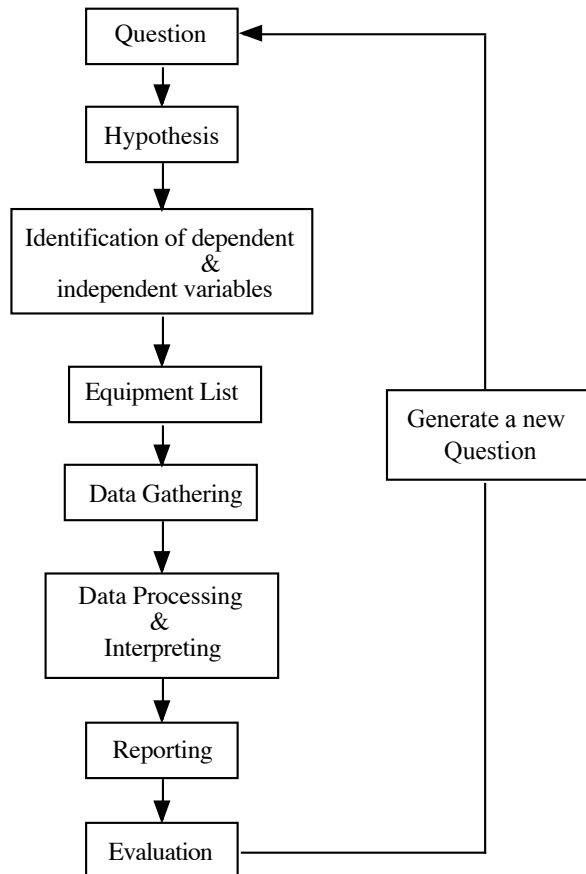 Question
Hypothesis
Identification of dependent
&
independent variables
Equipment List
Data Gathering
Data Processing
&
Interpreting
Reporting
Evaluation
Generate a new
Question